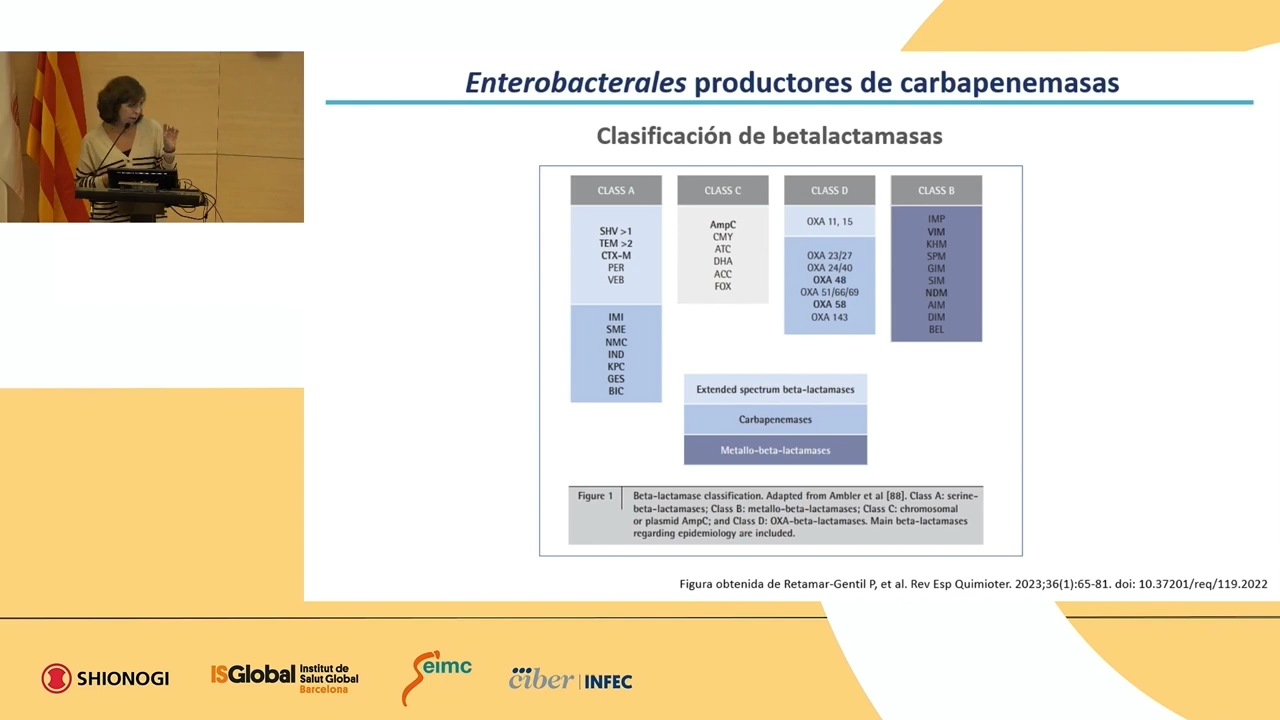 Enterobacterales productores de carbapenemasas
Clasificación de betalactamasas
CLASS A
SHV >1
TEM >2
CTX-M
PER
VEB
IMI
SME
NMC
IND
KPC
GES
BIC
CLASS C
AmpC
CMY
ATC
DHA
ACC
FOX
CLASS D
OXA 11, 15
OXA 23/27
OXA 24/40
OXA 48
OXA 51/66/69
OXA 58
OXA 143
CLASS B
IMP
VIM
KHM
SPM
GIM
SIM
NDM
AIM
DIM
BEL
Extended spectrum beta-lactamases
Carbapenemases
Metallo-beta-lactamases
Figure 1
Beta-lactamase classification. Adapted from Ambler et al [88]. Class A: serine-
beta-lactamases; Class B: metallo-beta-lactamases; Class C: chromosomal
or plasmid AmpC; and Class D: OXA-beta-lactamases. Main beta-lactamases
regarding epidemiology are included.
Figura obtenida de Retamar-Gentil P, et al. Rev Esp Quimioter. 2023;36(1):65-81. doi: 10.37201/req/119.2022
SHIONOGI
ISGlobal Institut de
Salut Global
Barcelona
Seimc
ciber | INFEC